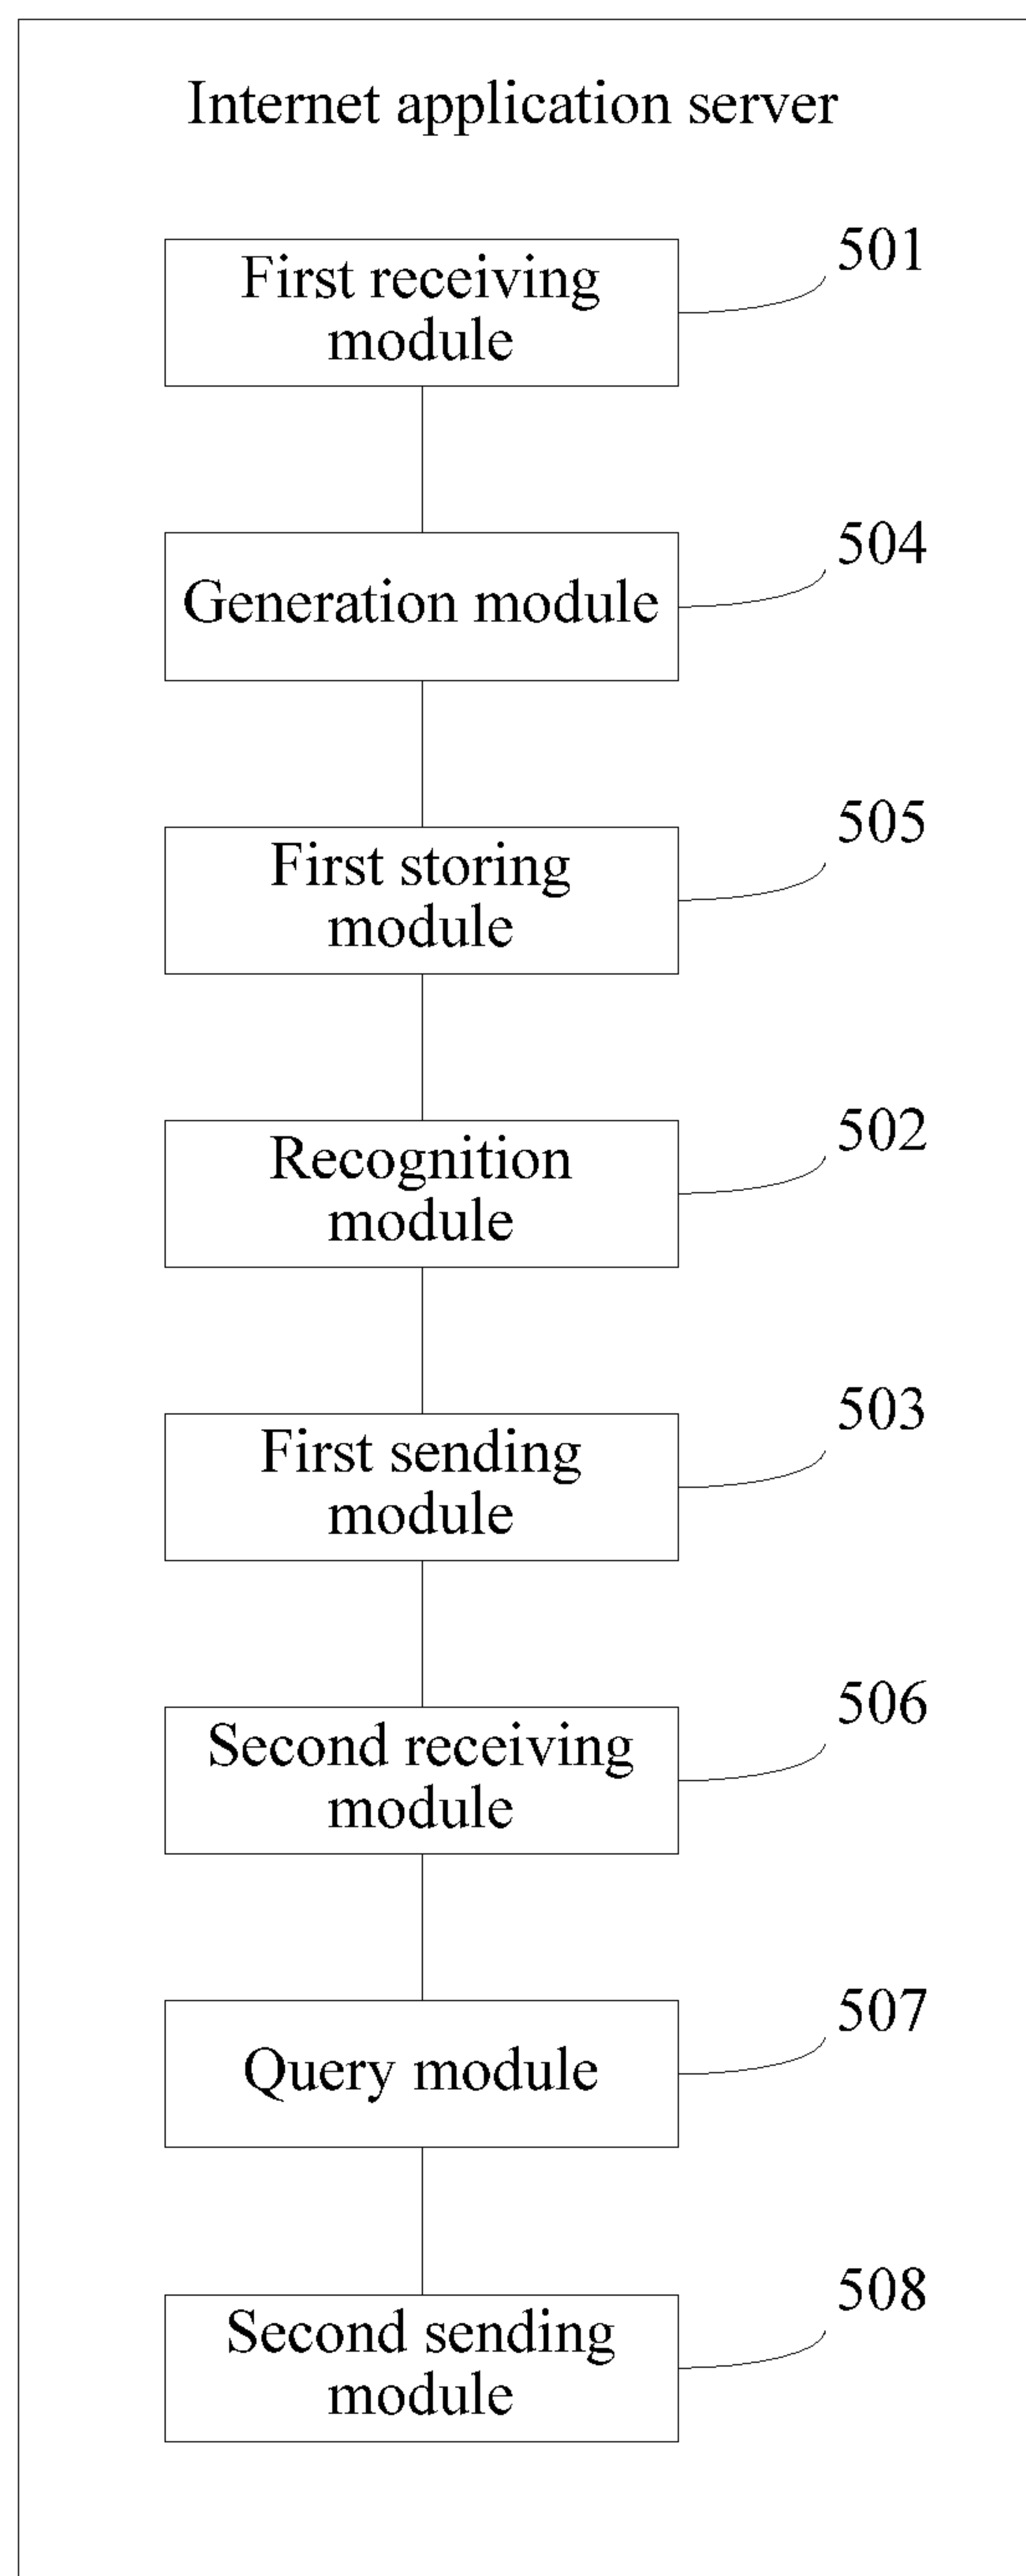 Internet application server
First receiving
module
501
Generation module
504
First storing
module
505
Recognition
module
502
First sending
module
503
Second receiving
module
506
Query module
507
Second sending
module
508